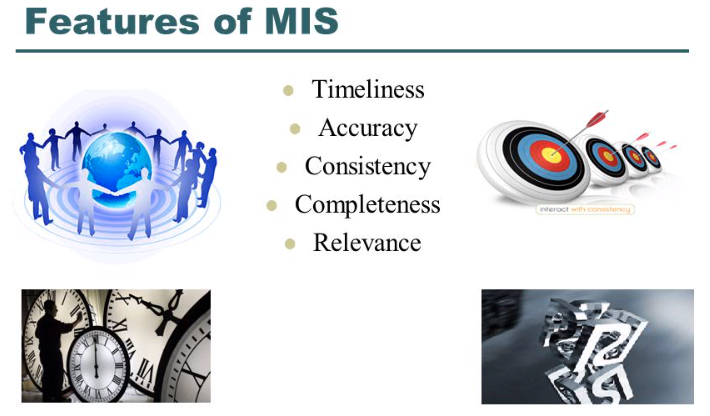 Features of MIS
Timeliness
Accuracy
Consistency
Completeness
Relevance
interact with consistency